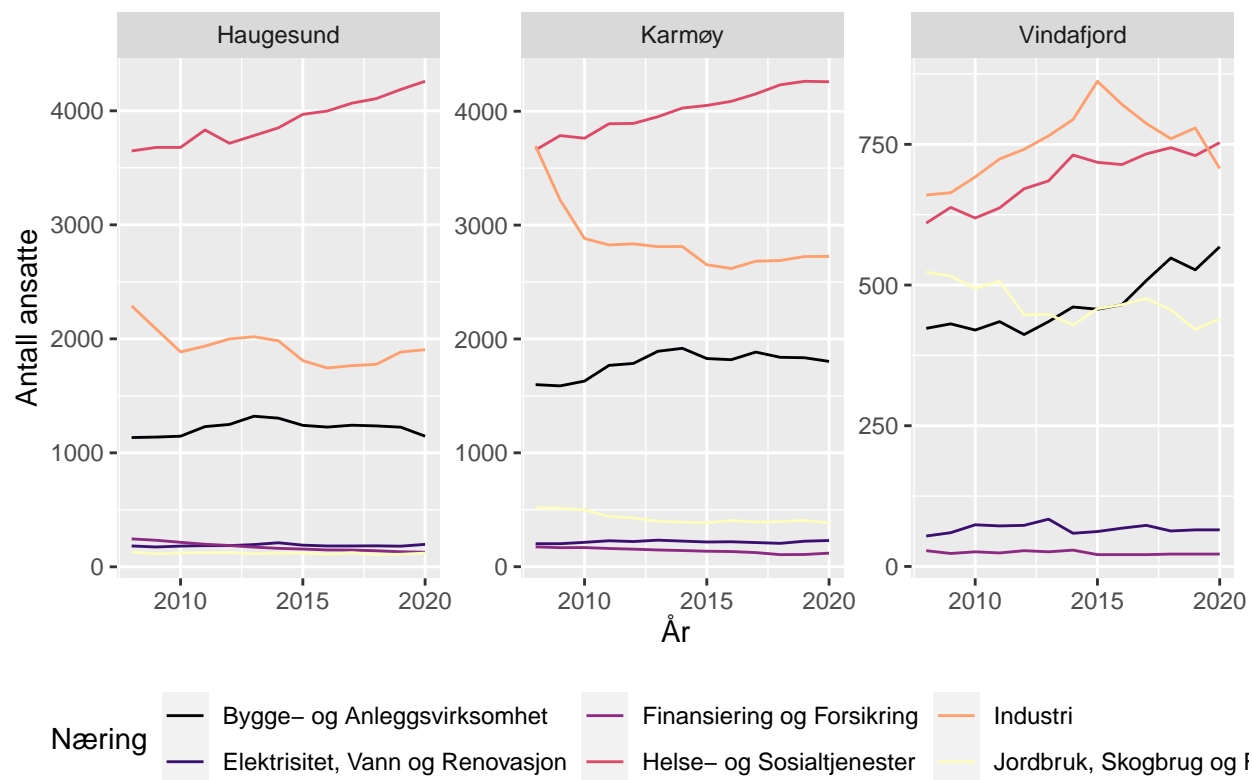 Haugesund Karmøy Vindafjord
Antall ansatte
4000
3000
2000
1000
0
4000
3000
2000
1000
0
750
500
250
0
2010 2015 2020 2010 2015 2020 2010 2015 2020
År
Næring
Bygge− og Anleggsvirksomhet
Elektrisitet, Vann og Renovasjon
Finansiering og Forsikring
Helse− og Sosialtjenester
Industri
Jordbruk, Skogbrug og